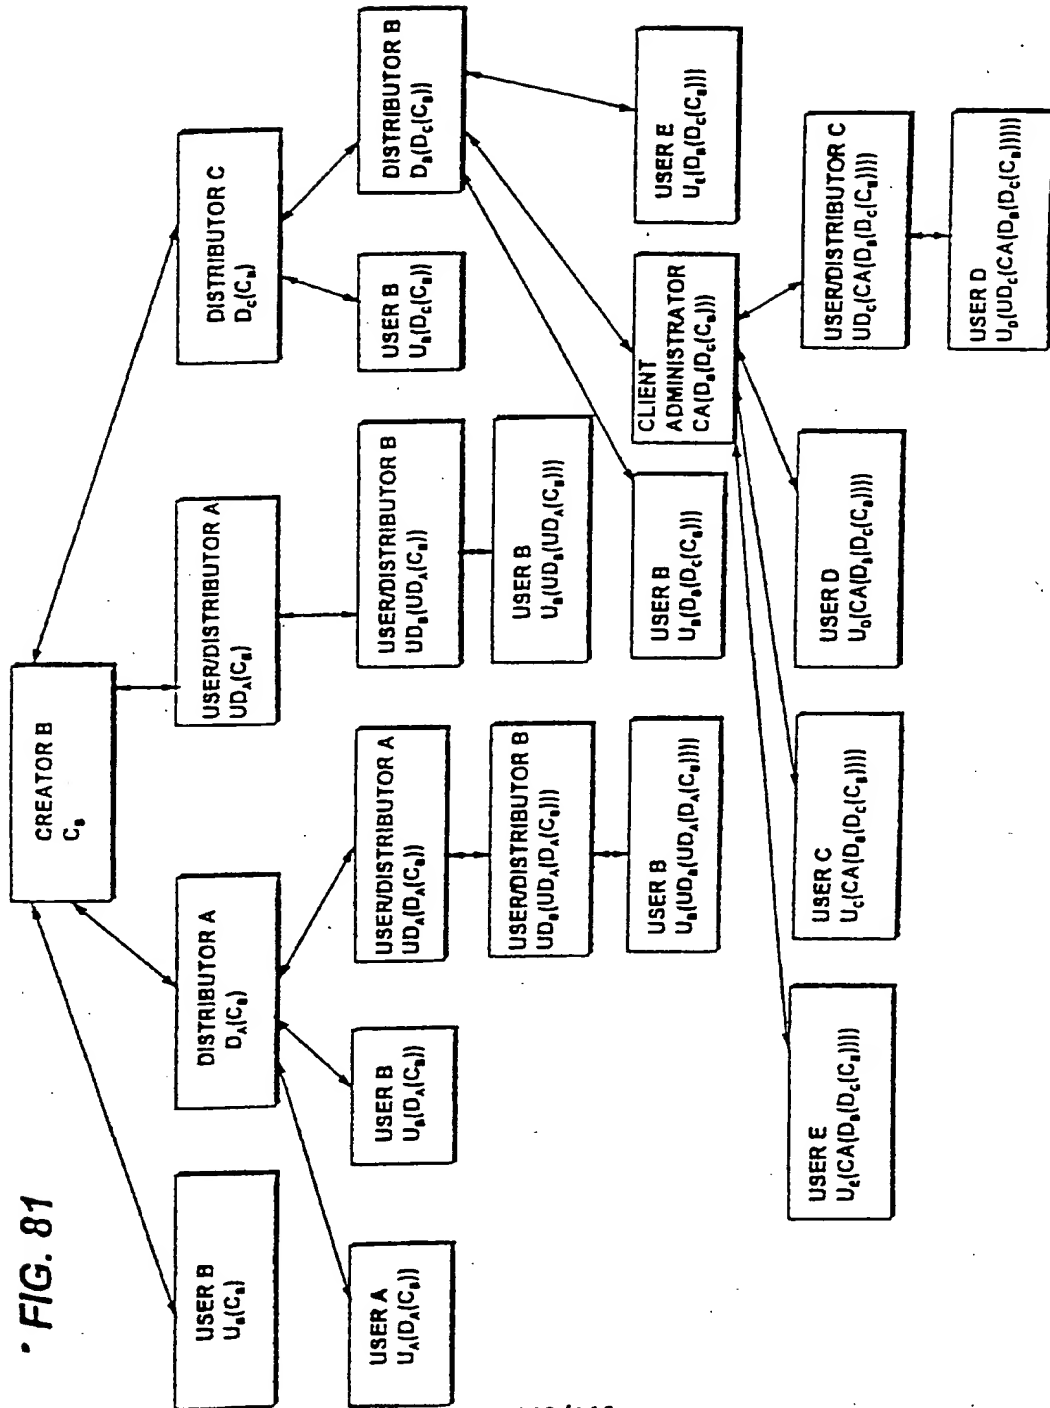 FIG. 81
CREATOR B
C_B
USER B
U_B(C_B)
DISTRIBUTOR A
D_A(C_B)
USER/DISTRIBUTOR A
UD_A(C_B)
DISTRIBUTOR C
D_C(C_B)
USER A
U_A(D_A(C_B))
USER B
U_B(D_A(C_B))
USER/DISTRIBUTOR A
UD_A(D_A(C_B))
USER/DISTRIBUTOR B
UD_B(UD_A(C_B))
USER B
U_B(D_C(C_B))
DISTRIBUTOR B
D_B(D_C(C_B))
USER/DISTRIBUTOR B
UD_B(UD_A(D_A(C_B)))
USER B
U_B(UD_B(UD_A(C_B)))
USER B
U_B(UD_B(UD_A(D_A(C_B))))
USER B
U_B(D_B(D_C(C_B)))
CLIENT
ADMINISTRATOR
CA(D_B(D_C(C_B)))
USER E
U_E(D_B(D_C(C_B)))
USER E
U_E(CA(D_B(D_C(C_B))))
USER C
U_C(CA(D_B(D_C(C_B))))
USER D
U_D(CA(D_B(D_C(C_B))))
USER/DISTRIBUTOR C
UD_C(CA(D_B(D_C(C_B))))
USER D
U_D(UD_C(CA(D_B(D_C(C_B)))))